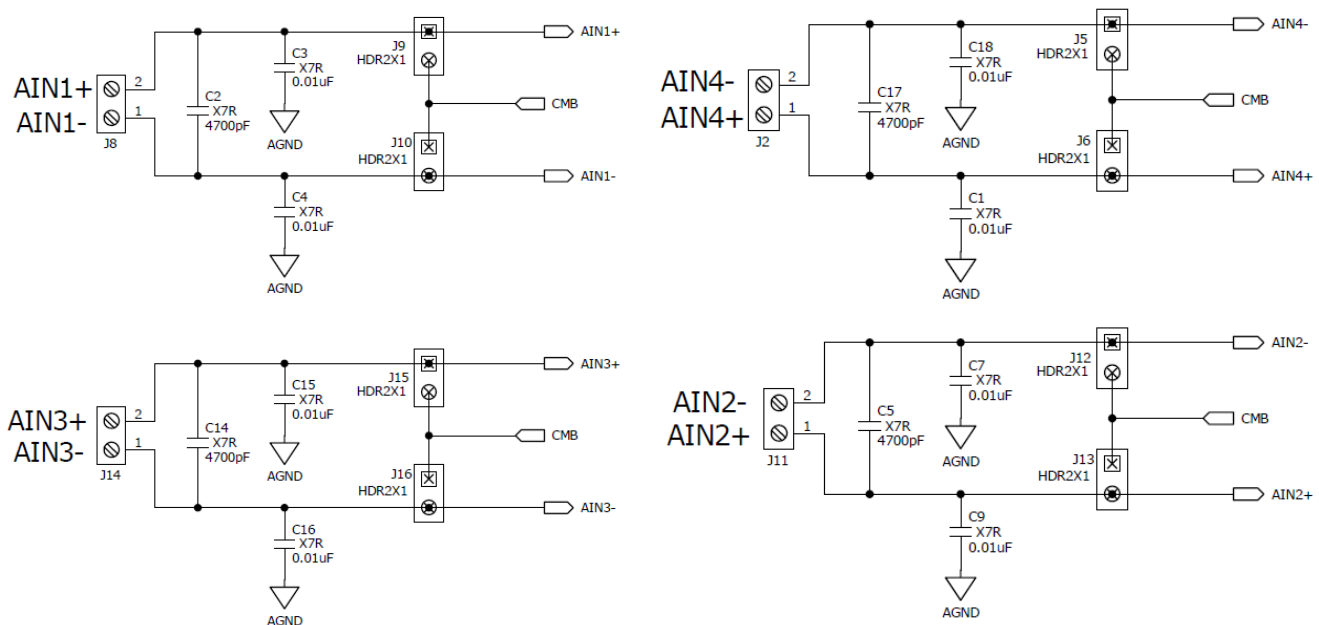 AIN1+
AIN1-
2
1
J8
C2
X7R
4700pF
C3
X7R
0.01uF
AGND
J9
HDR2X1
AIN1+
CMB
J10
HDR2X1
AIN1-
C4
X7R
0.01uF
AGND
AIN4-
AIN4+
2
1
J2
C17
X7R
4700pF
C18
X7R
0.01uF
AGND
J5
HDR2X1
AIN4-
CMB
J6
HDR2X1
AIN4+
C1
X7R
0.01uF
AGND
AIN3+
AIN3-
2
1
J14
C14
X7R
4700pF
C15
X7R
0.01uF
AGND
J15
HDR2X1
AIN3+
CMB
J16
HDR2X1
AIN3-
C16
X7R
0.01uF
AGND
AIN2-
AIN2+
2
1
J11
C5
X7R
4700pF
C7
X7R
0.01uF
AGND
J12
HDR2X1
AIN2-
CMB
J13
HDR2X1
AIN2+
C9
X7R
0.01uF
AGND